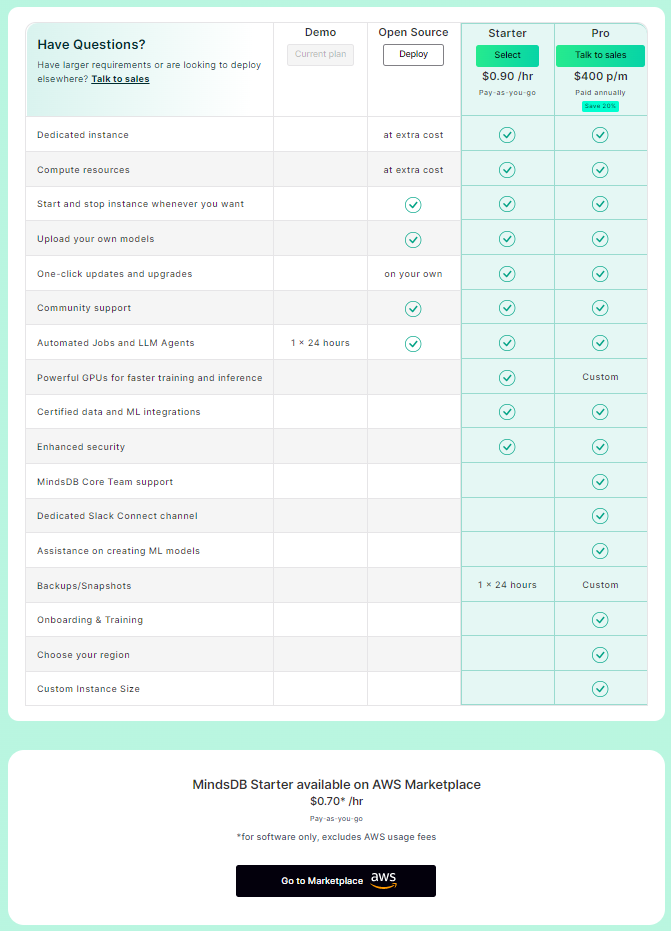 Have Questions?
Have larger requirements or are looking to deploy
elsewhere? Talk to sales
Demo
Current plan
Open Source
Deploy
Starter
Select
$0.90 /hr
Pay-as-you-go
Pro
Talk to sales
$400 p/m
Paid annually
Save 20%
Dedicated instance at extra cost
Compute resources at extra cost
Start and stop instance whenever you want
Upload your own models
One-click updates and upgrades on your own
Community support
Automated Jobs and LLM Agents 1 × 24 hours
Powerful GPUs for faster training and inference Custom
Certified data and ML integrations
Enhanced security
MindsDB Core Team support
Dedicated Slack Connect channel
Assistance on creating ML models
Backups/Snapshots 1 × 24 hours Custom
Onboarding & Training
Choose your region
Custom Instance Size
MindsDB Starter available on AWS Marketplace
$0.70* /hr
Pay-as-you-go
*for software only, excludes AWS usage fees
Go to Marketplace aws